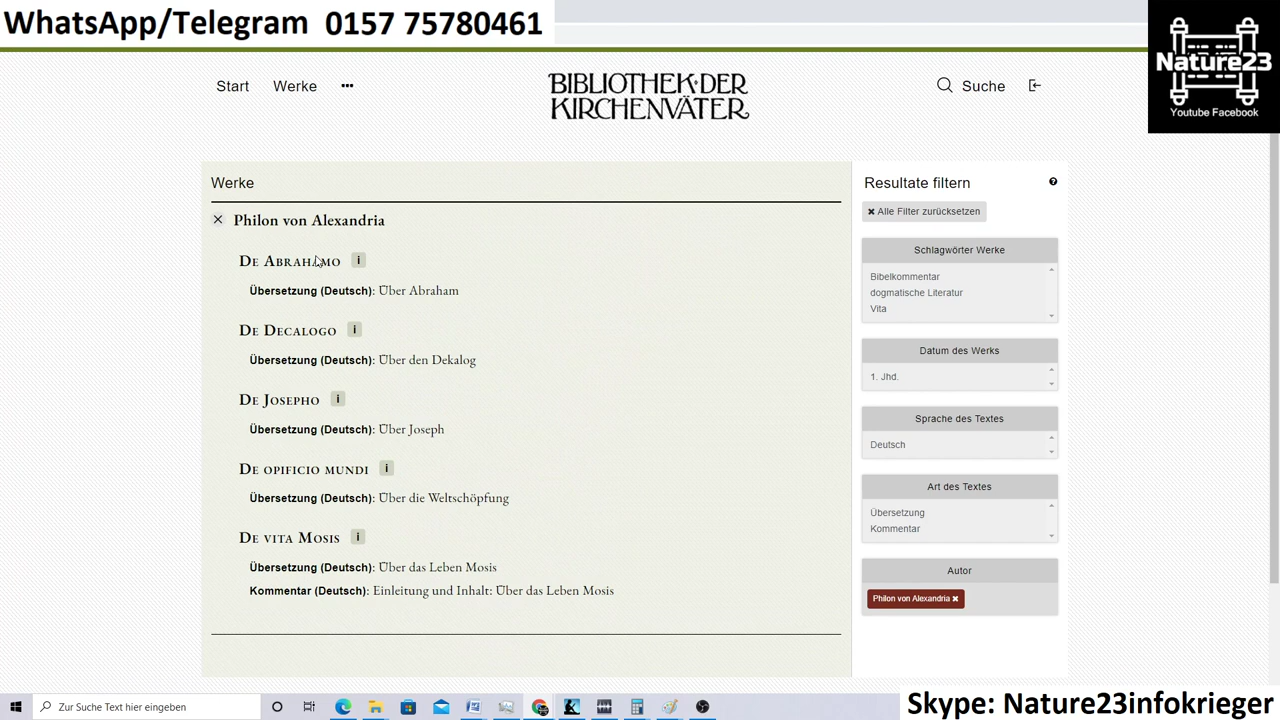 WhatsApp/Telegram 0157 75780461
Nature23
Youtube Facebook
Start Werke
BIBLIOTHEK·DER
KIRCHENVÄTER
Suche
Werke
Philon von Alexandria
De Abrahamo i
Übersetzung (Deutsch): Über Abraham
De Decalogo i
Übersetzung (Deutsch): Über den Dekalog
De Josepho i
Übersetzung (Deutsch): Über Joseph
De opificio mundi i
Übersetzung (Deutsch): Über die Weltschöpfung
De vita Mosis i
Übersetzung (Deutsch): Über das Leben Mosis
Kommentar (Deutsch): Einleitung und Inhalt: Über das Leben Mosis
Resultate filtern ?
Alle Filter zurücksetzen
Schlagwörter Werke
Bibelkommentar
dogmatische Literatur
Vita
Datum des Werks
1. Jhd.
Sprache des Textes
Deutsch
Art des Textes
Übersetzung
Kommentar
Autor
Philon von Alexandria
Zur Suche Text hier eingeben
Skype: Nature23infokrieger